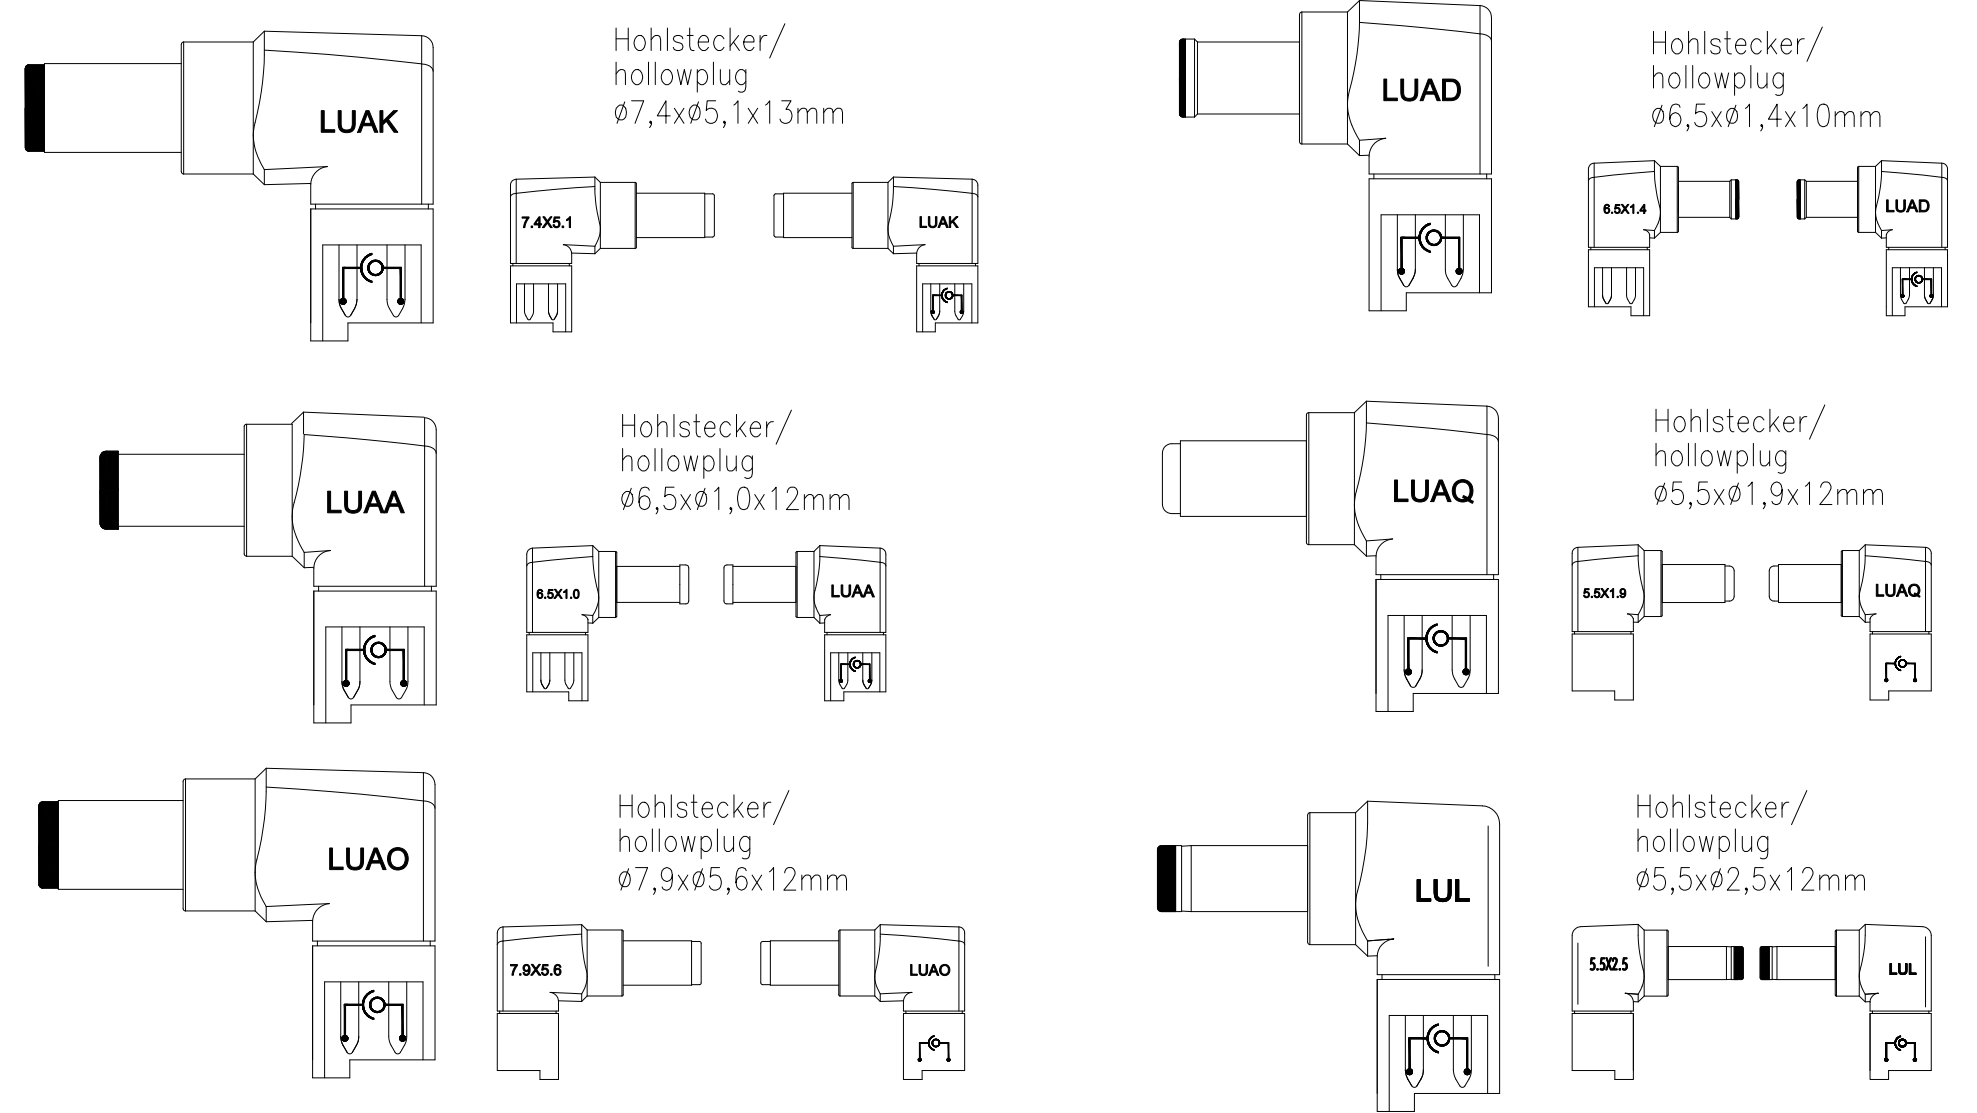 LUAK
Hohlstecker/
hollowplug
ø7,4xø5,1x13mm
7.4X5.1
LUAK
LUAD
Hohlstecker/
hollowplug
ø6,5xø1,4x10mm
6.5X1.4
LUAD
LUAA
Hohlstecker/
hollowplug
ø6,5xø1,0x12mm
6.5X1.0
LUAA
LUAQ
Hohlstecker/
hollowplug
ø5,5xø1,9x12mm
5.5X1.9
LUAQ
LUAO
Hohlstecker/
hollowplug
ø7,9xø5,6x12mm
7.9X5.6
LUAO
LUL
Hohlstecker/
hollowplug
ø5,5xø2,5x12mm
5.5X2.5
LUL